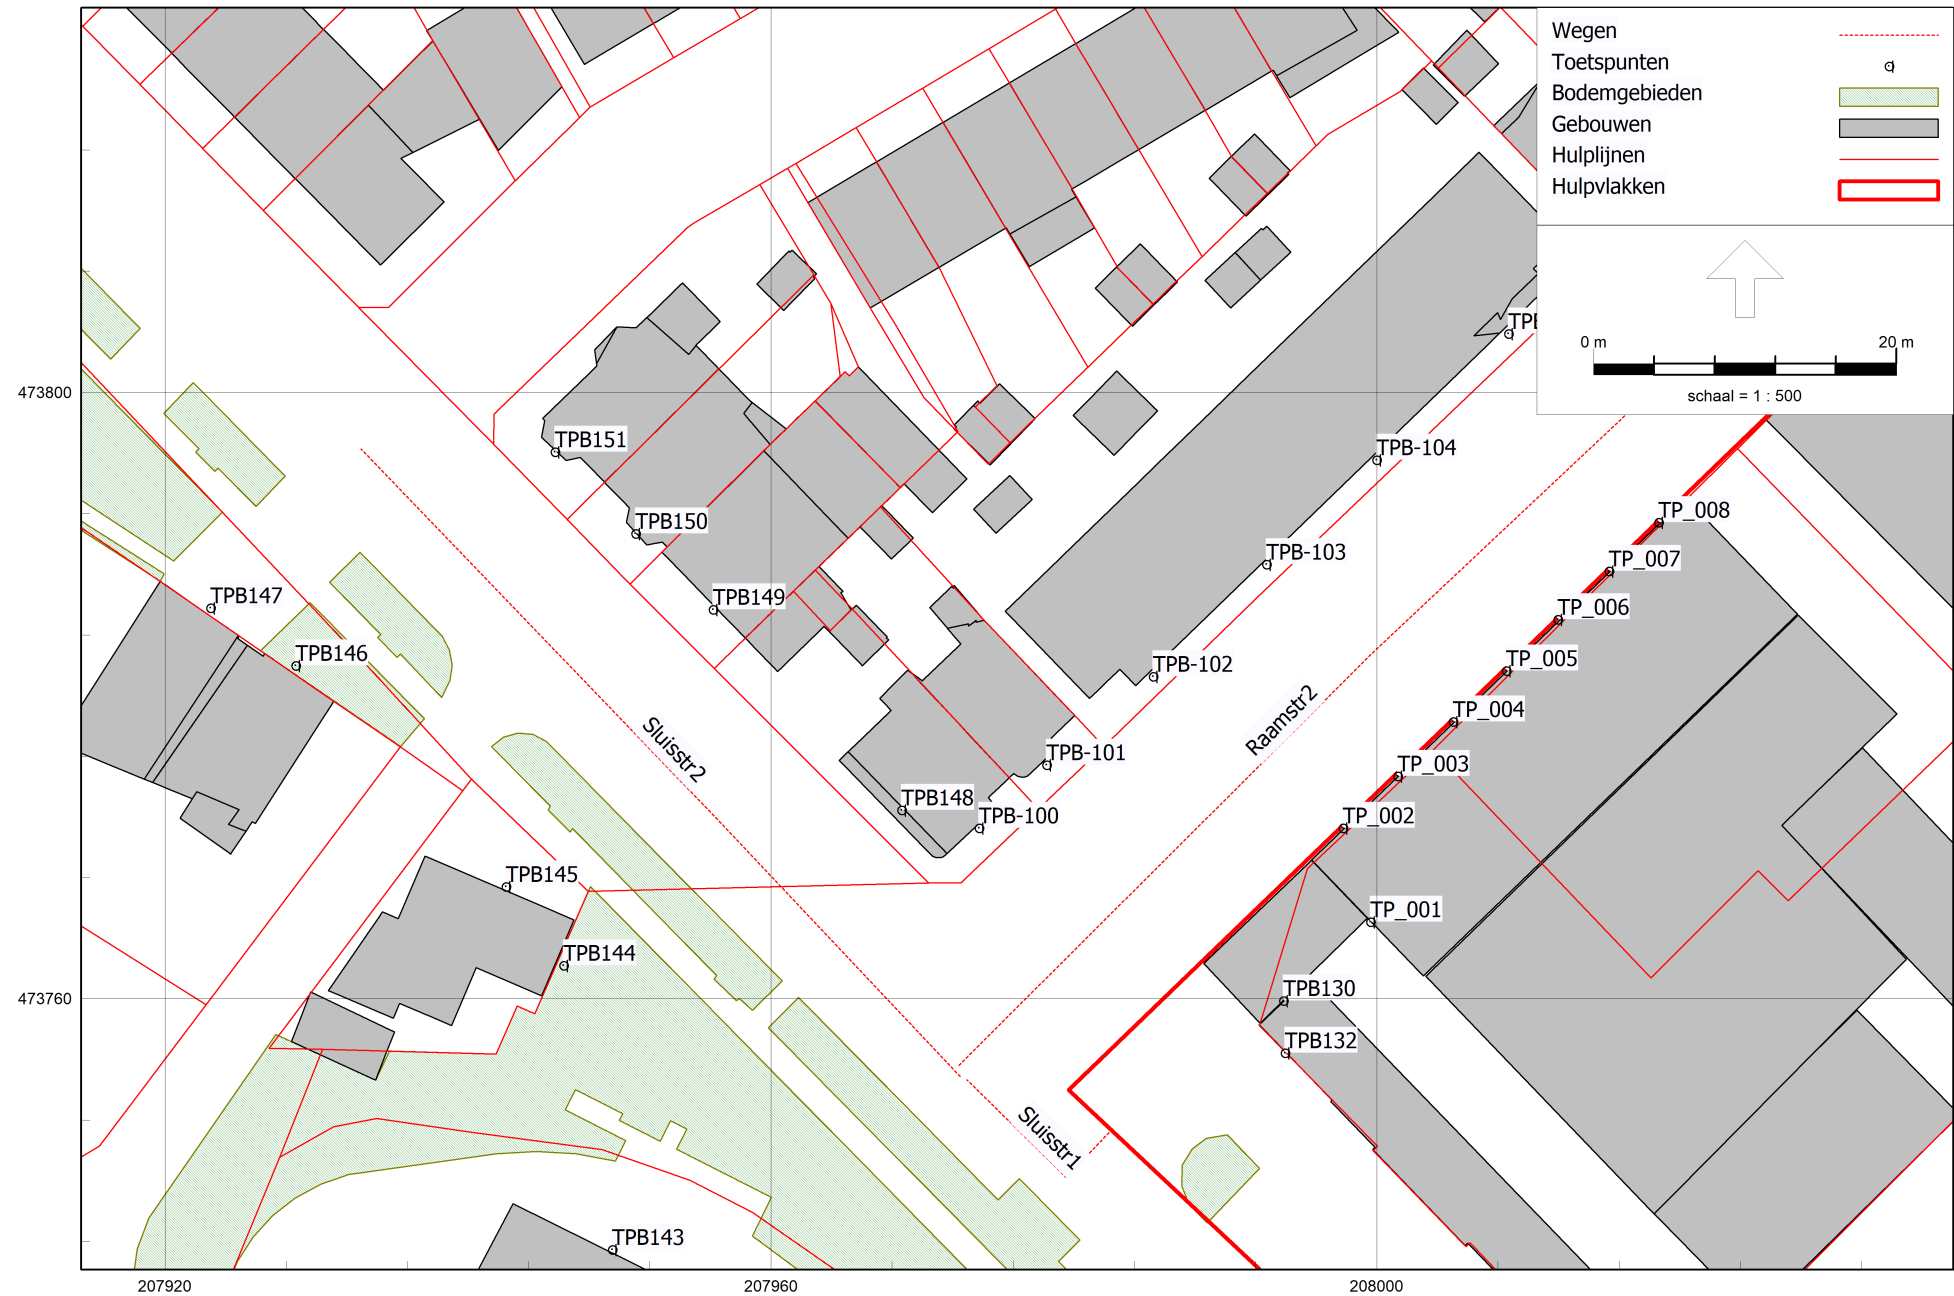 Wegen
Toetspunten
Bodemgebieden
Gebouwen
Hulplijnen
Hulpvlakken
0 m
20 m
schaal = 1 : 500
473800
TPB151
TPB-104
TPB150
TP_008
TPB-103
TP_007
TPB147
TPB149
TP_006
TPB146
TPB-102
TP_005
TP_004
Raamstr2
Sluisstr2
TPB-101
TP_003
TPB148
TPB-100
TP_002
TPB145
TP_001
TPB144
473760
TPB130
TPB132
Sluisstr1
TPB143
207920
207960
208000